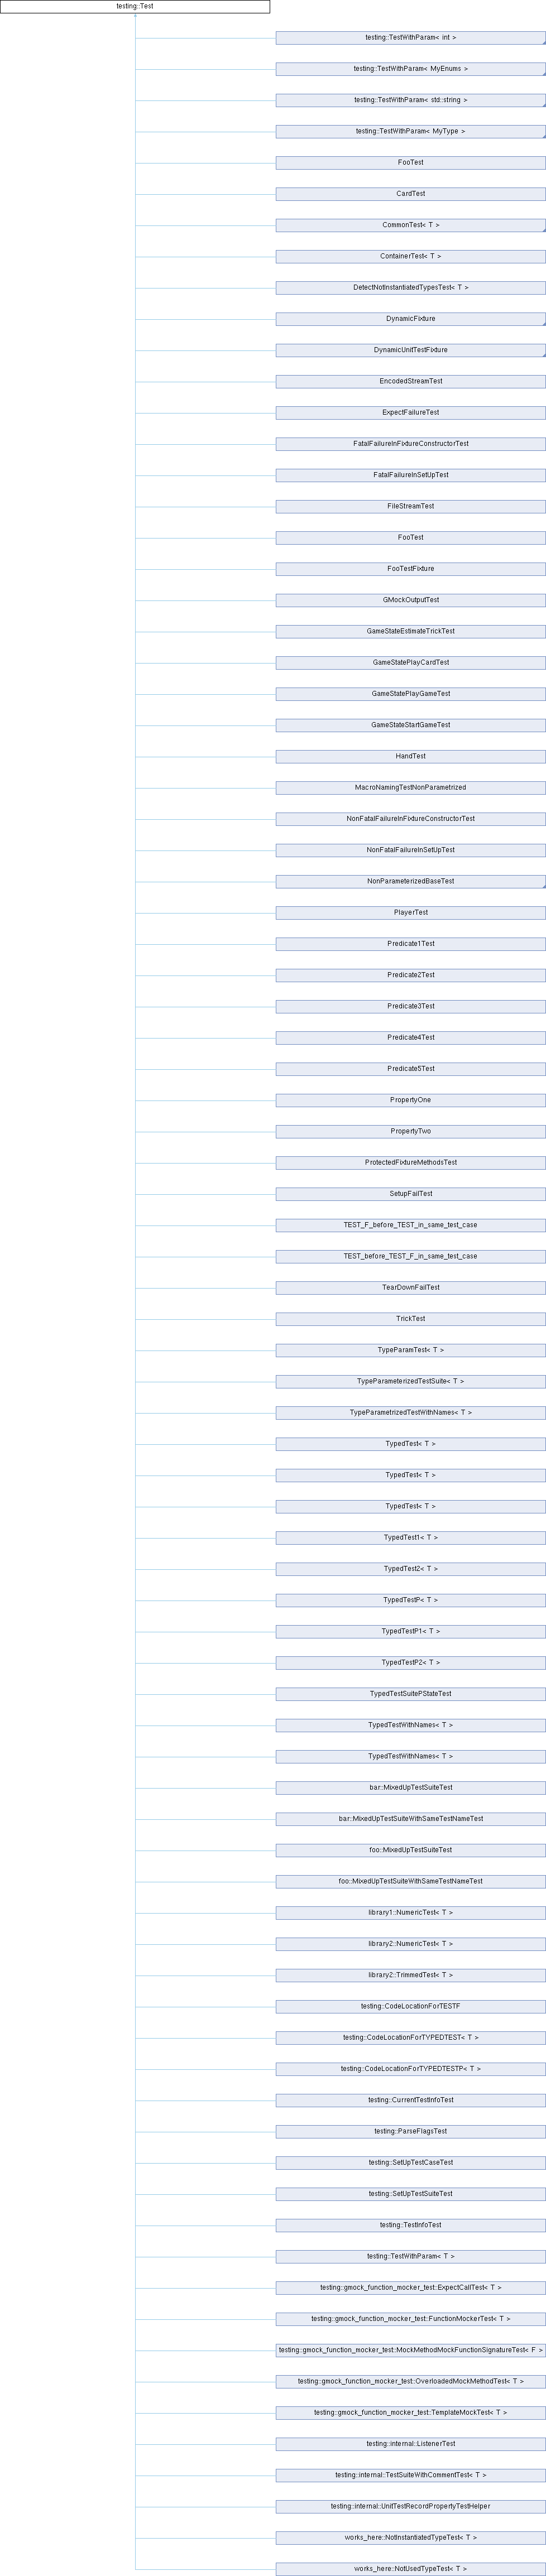 testing::Test
testing::TestWithParam< int >
testing::TestWithParam< MyEnums >
testing::TestWithParam< std::string >
testing::TestWithParam< MyType >
FooTest
CardTest
CommonTest< T >
ContainerTest< T >
DetectNotInstantiatedTypesTest< T >
DynamicFixture
DynamicUnitTestFixture
EncodedStreamTest
ExpectFailureTest
FatalFailureInFixtureConstructorTest
FatalFailureInSetUpTest
FileStreamTest
FooTest
FooTestFixture
GMockOutputTest
GameStateEstimateTrickTest
GameStatePlayCardTest
GameStatePlayGameTest
GameStateStartGameTest
HandTest
MacroNamingTestNonParametrized
NonFatalFailureInFixtureConstructorTest
NonFatalFailureInSetUpTest
NonParameterizedBaseTest
PlayerTest
Predicate1Test
Predicate2Test
Predicate3Test
Predicate4Test
Predicate5Test
PropertyOne
PropertyTwo
ProtectedFixtureMethodsTest
SetupFailTest
TEST_F_before_TEST_in_same_test_case
TEST_before_TEST_F_in_same_test_case
TearDownFailTest
TrickTest
TypeParamTest< T >
TypeParameterizedTestSuite< T >
TypeParametrizedTestWithNames< T >
TypedTest< T >
TypedTest< T >
TypedTest< T >
TypedTest1< T >
TypedTest2< T >
TypedTestP< T >
TypedTestP1< T >
TypedTestP2< T >
TypedTestSuitePStateTest
TypedTestWithNames< T >
TypedTestWithNames< T >
bar::MixedUpTestSuiteTest
bar::MixedUpTestSuiteWithSameTestNameTest
foo::MixedUpTestSuiteTest
foo::MixedUpTestSuiteWithSameTestNameTest
library1::NumericTest< T >
library2::NumericTest< T >
library2::TrimmedTest< T >
testing::CodeLocationForTESTF
testing::CodeLocationForTYPEDTEST< T >
testing::CodeLocationForTYPEDTESTP< T >
testing::CurrentTestInfoTest
testing::ParseFlagsTest
testing::SetUpTestCaseTest
testing::SetUpTestSuiteTest
testing::TestInfoTest
testing::TestWithParam< T >
testing::gmock_function_mocker_test::ExpectCallTest< T >
testing::gmock_function_mocker_test::FunctionMockerTest< T >
testing::gmock_function_mocker_test::MockMethodMockFunctionSignatureTest< F >
testing::gmock_function_mocker_test::OverloadedMockMethodTest< T >
testing::gmock_function_mocker_test::TemplateMockTest< T >
testing::internal::ListenerTest
testing::internal::TestSuiteWithCommentTest< T >
testing::internal::UnitTestRecordPropertyTestHelper
works_here::NotInstantiatedTypeTest< T >
works_here::NotUsedTypeTest< T >